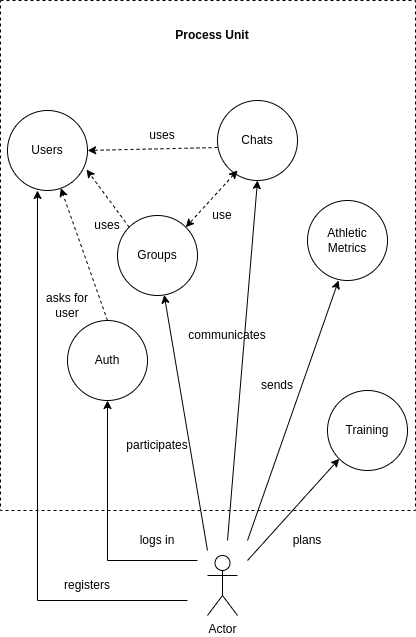 Process Unit
uses
Chats
Users
use
uses
Athletic
Metrics
Groups
asks for
user
communicates
Auth
sends
Training
participates
logs in
plans
registers
Actor